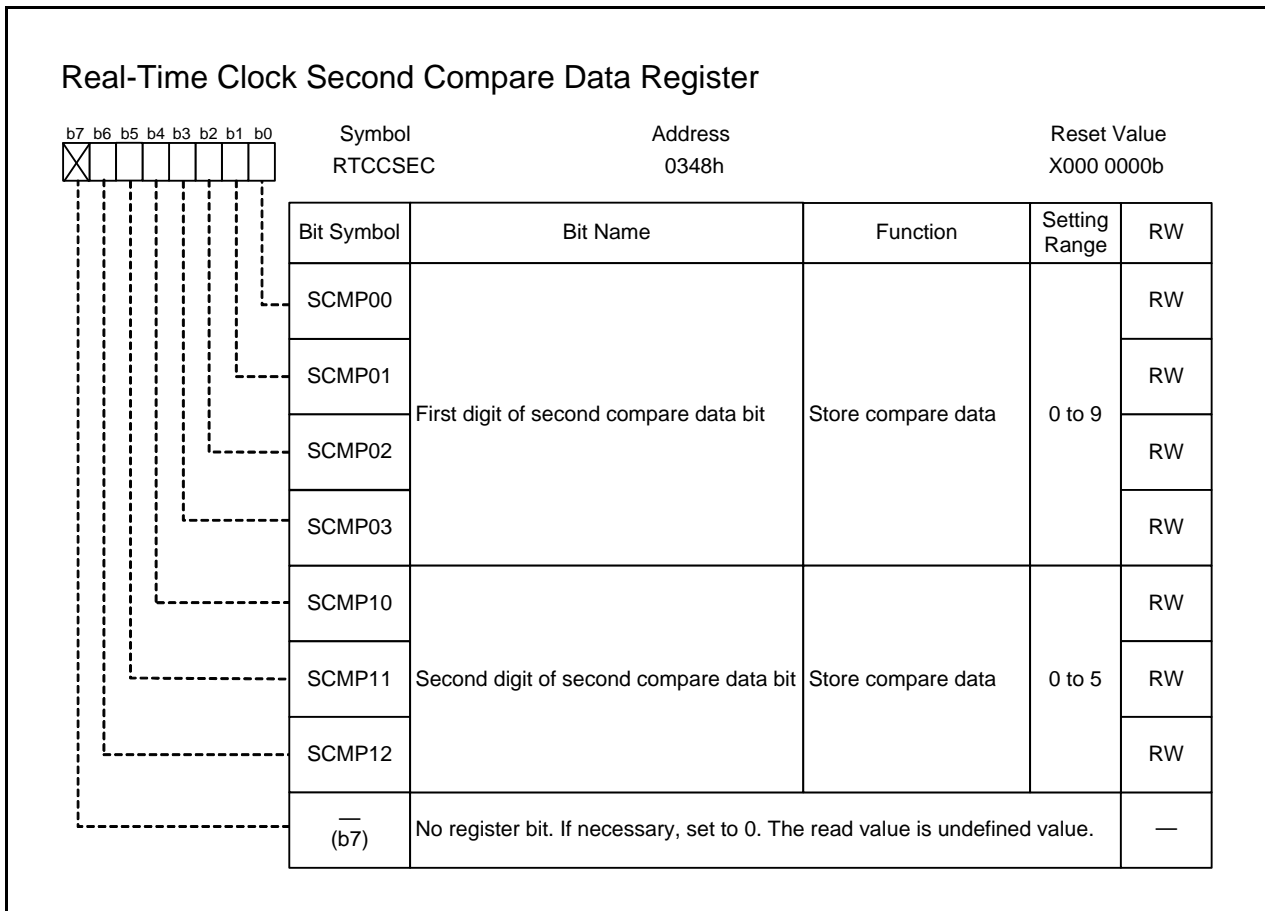 Real-Time Clock Second Compare Data Register
b7 b6 b5 b4 b3 b2 b1 b0
Symbol Address Reset Value
RTCCSEC 0348h X000 0000b
Bit Symbol Bit Name Function Setting Range RW
SCMP00 RW
SCMP01 RW
First digit of second compare data bit Store compare data 0 to 9
SCMP02 RW
SCMP03 RW
SCMP10 RW
SCMP11 Second digit of second compare data bit Store compare data 0 to 5 RW
SCMP12 RW
—
(b7) No register bit. If necessary, set to 0. The read value is undefined value. —